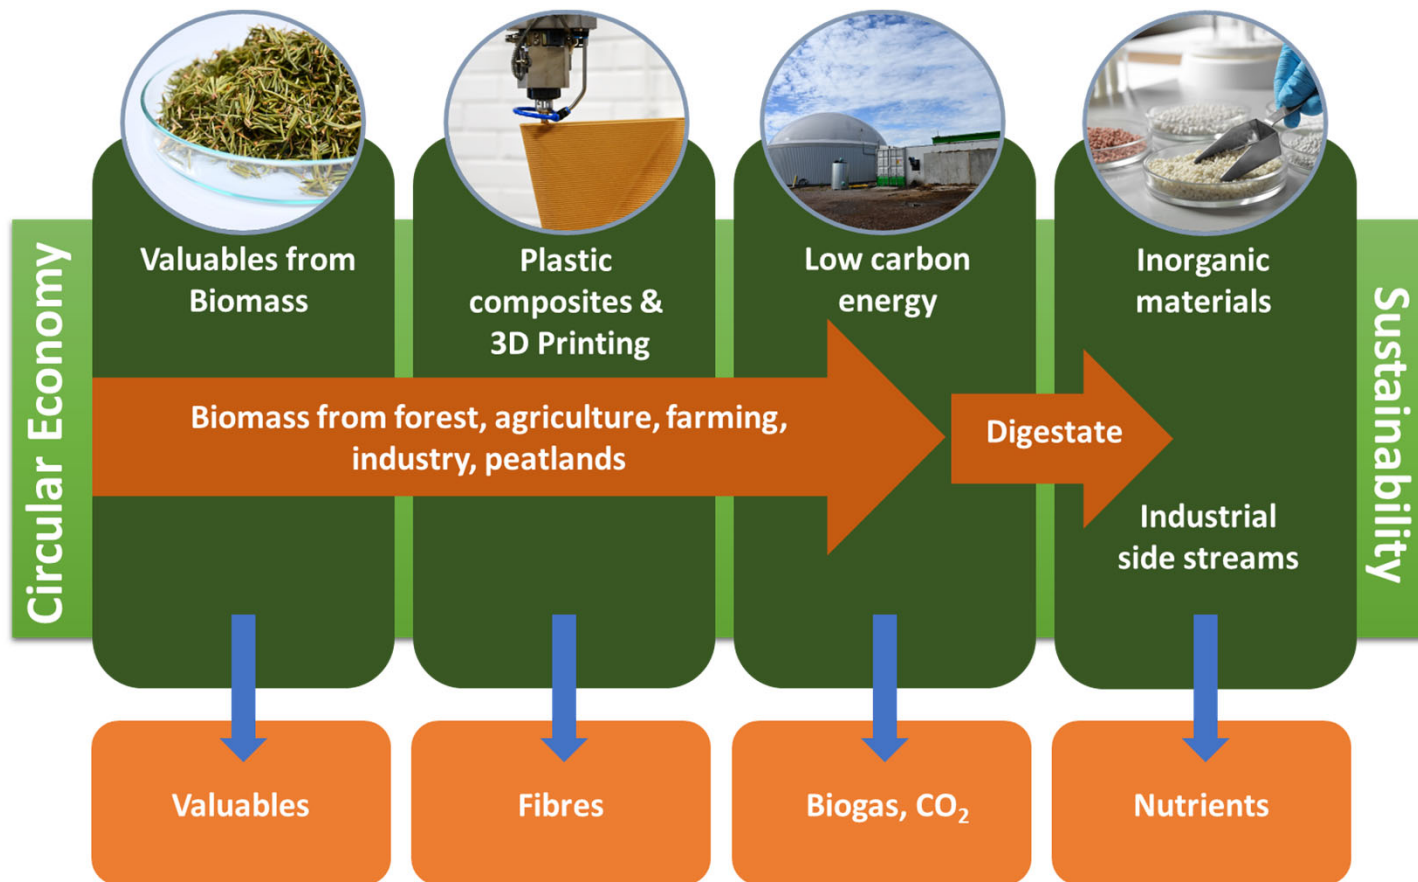 Circular Economy
Valuables from
Biomass
Plastic
composites &
3D Printing
Low carbon
energy
Inorganic
materials
Biomass from forest, agriculture, farming,
industry, peatlands
Digestate
Industrial
side streams
Sustainability
Valuables
Fibres
Biogas, CO₂
Nutrients